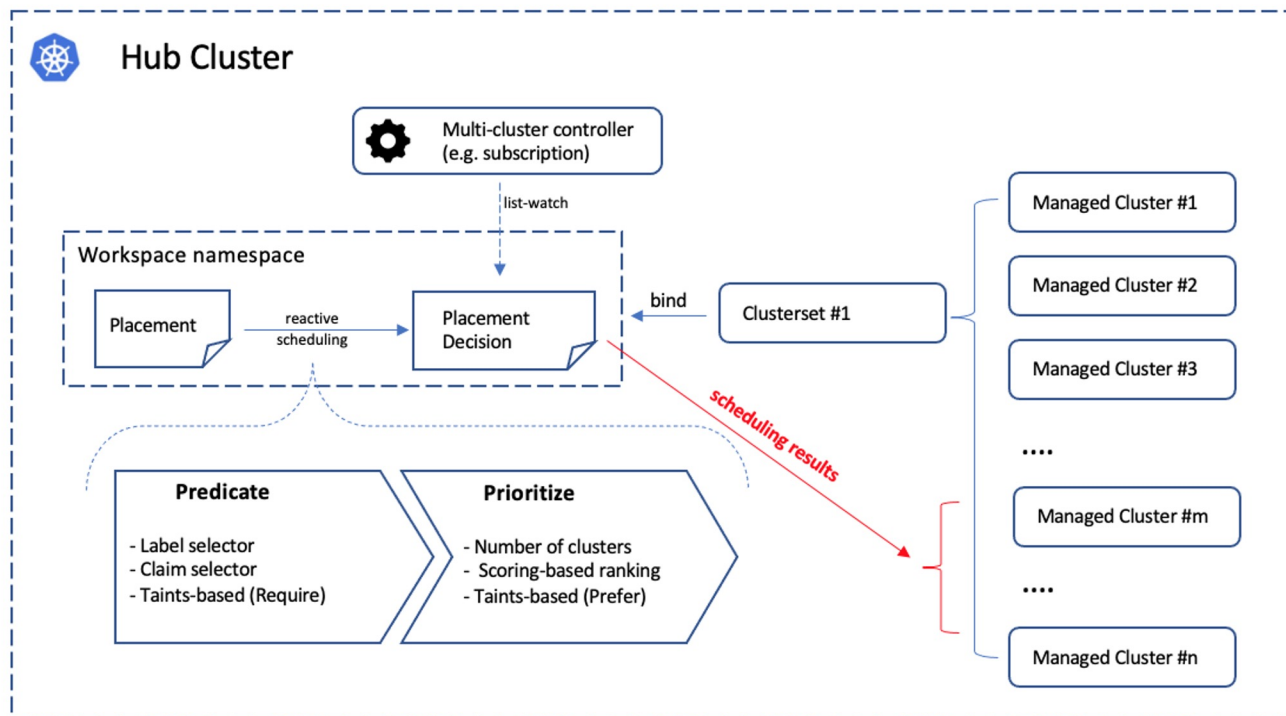 Hub Cluster
Multi-cluster controller
(e.g. subscription)
list-watch
Workspace namespace
Placement
reactive
scheduling
Placement
Decision
bind
Clusterset #1
Managed Cluster #1
Managed Cluster #2
Managed Cluster #3
....
Managed Cluster #m
....
Managed Cluster #n
scheduling results
Predicate
- Label selector
- Claim selector
- Taints-based (Require)
Prioritize
- Number of clusters
- Scoring-based ranking
- Taints-based (Prefer)